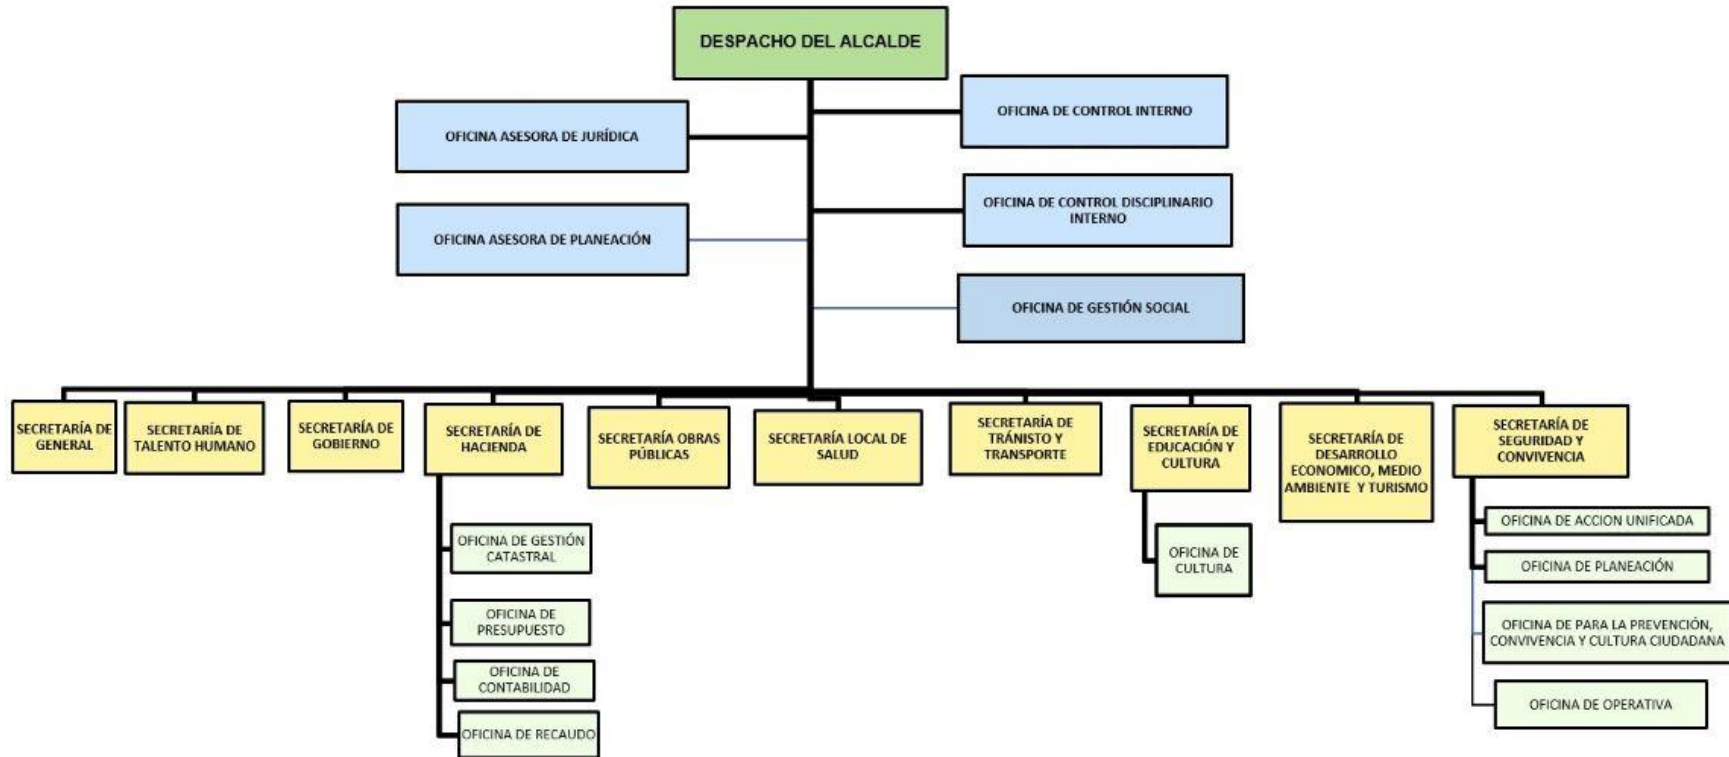 DESPACHO DEL ALCALDE
OFICINA DE CONTROL INTERNO
OFICINA ASESORA DE JURÍDICA
OFICINA DE CONTROL DISCIPLINARIO
INTERNO
OFICINA ASESORA DE PLANEACIÓN
OFICINA DE GESTIÓN SOCIAL
SECRETARÍA DE
GENERAL
SECRETARÍA DE
TALENTO HUMANO
SECRETARÍA DE
GOBIERNO
SECRETARÍA DE
HACIENDA
SECRETARÍA OBRAS
PÚBLICAS
SECRETARÍA LOCAL DE
SALUD
SECRETARÍA DE
TRÁNISTO Y
TRANSPORTE
SECRETARÍA DE
EDUCACIÓN Y
CULTURA
SECRETARÍA DE
DESARROLLO
ECONOMICO, MEDIO
AMBIENTE Y TURISMO
SECRETARÍA DE
SEGURIDAD Y
CONVIVENCIA
OFICINA DE GESTIÓN
CATASTRAL
OFICINA DE
PRESUPUESTO
OFICINA DE
CONTABILIDAD
OFICINA DE RECAUDO
OFICINA DE
CULTURA
OFICINA DE ACCION UNIFICADA
OFICINA DE PLANEACIÓN
OFICINA DE PARA LA PREVENCIÓN,
CONVIVENCIA Y CULTURA CIUDADANA
OFICINA DE OPERATIVA